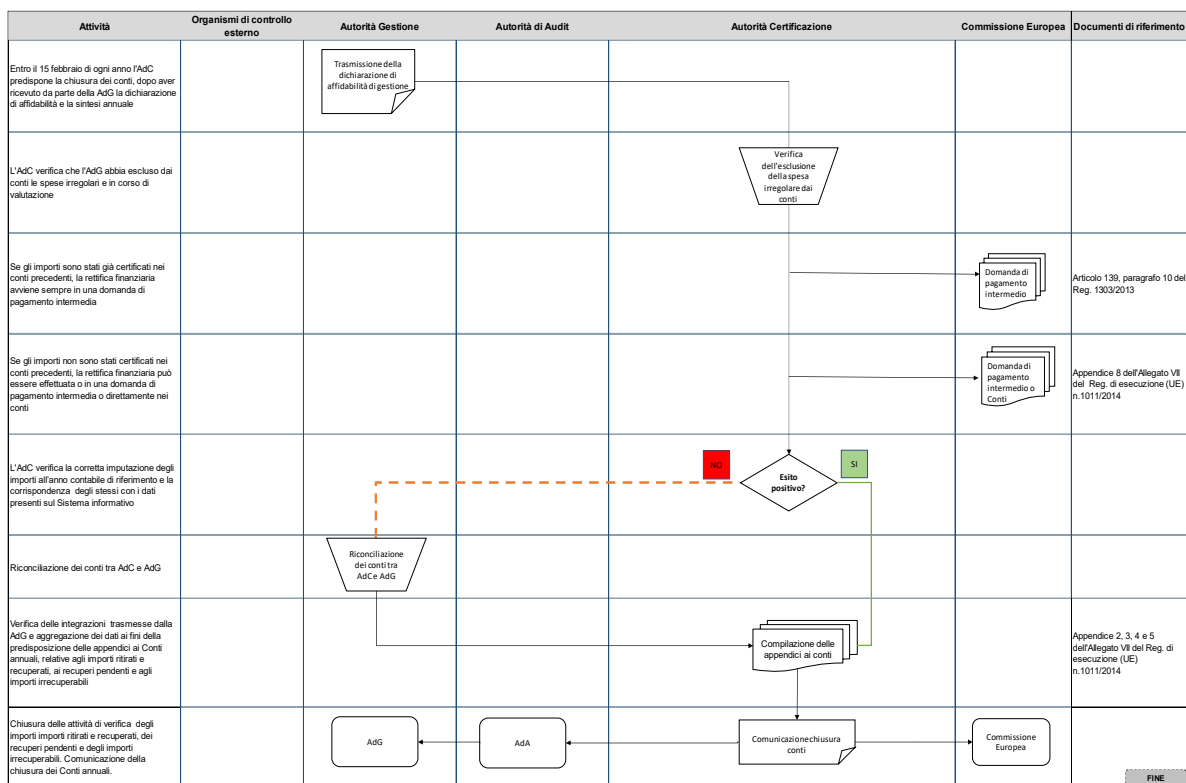 Attività
Organismi di controllo
esterno
Autorità Gestione
Autorità di Audit
Autorità Certificazione
Commissione Europea
Documenti di riferimento
Entro il 15 febbraio di ogni anno l'AdC
predispone la chiusura dei conti, dopo aver
ricevuto da parte della AdG la dichiarazione
di affidabilità e la sintesi annuale
Trasmissione della
dichiarazione di
affidabilità di gestione
L'AdC verifica che l'AdG abbia escluso dai
conti le spese irregolari e in corso di
valutazione
Verifica
dell'esclusione
della spesa
irregolare dai
conti
Se gli importi sono stati già certificati nei
conti precedenti, la rettifica finanziaria
avviene sempre in una domanda di
pagamento intermedia
Domanda di
pagamento
intermedio
Articolo 139, paragrafo 10 del
Reg. 1303/2013
Se gli importi non sono stati certificati nei
conti precedenti, la rettifica finanziaria può
essere effettuata o in una domanda di
pagamento intermedia o direttamente nei
conti
Domanda di
pagamento
intermedio o
Conti
Appendice 8 dell'Allegato VII
del Reg. di esecuzione (UE)
n.1011/2014
L'AdC verifica la corretta imputazione degli
importi all'anno contabile di riferimento e la
corrispondenza degli stessi con i dati
presenti sul Sistema informativo
NO
Esito
positivo?
SI
Riconciliazione dei conti tra AdC e AdG
Riconciliazione
dei conti tra
AdC e AdG
Verifica delle integrazioni trasmesse dalla
AdG e aggregazione dei dati ai fini della
predisposizione delle appendici ai Conti
annuali, relative agli importi ritirati e
recuperati, ai recuperi pendenti e agli
importi irrecuperabili
Compilazione delle
appendici ai conti
Appendice 2, 3, 4 e 5
dell'Allegato VII del Reg. di
esecuzione (UE)
n.1011/2014
Chiusura delle attività di verifica degli
importi importi ritirati e recuperati, dei
recuperi pendenti e degli importi
irrecuperabili. Comunicazione della
chiusura dei Conti annuali.
AdG
AdA
Comunicazione chiusura
conti
Commissione
Europea
FINE